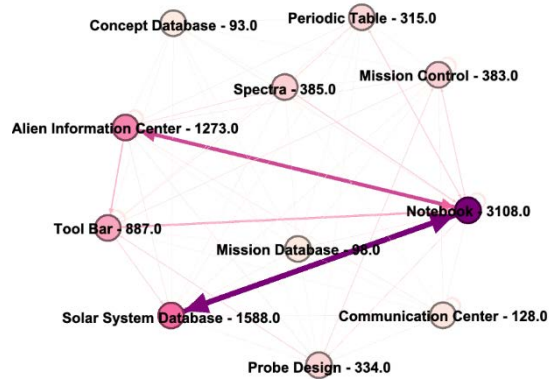 Concept Database - 93.0
Periodic Table - 315.0
Spectra - 385.0
Mission Control - 383.0
Alien Information Center - 1273.0
Notebook - 3108.0
Tool Bar - 887.0
Mission Database - 98.0
Solar System Database - 1588.0
Communication Center - 128.0
Probe Design - 334.0